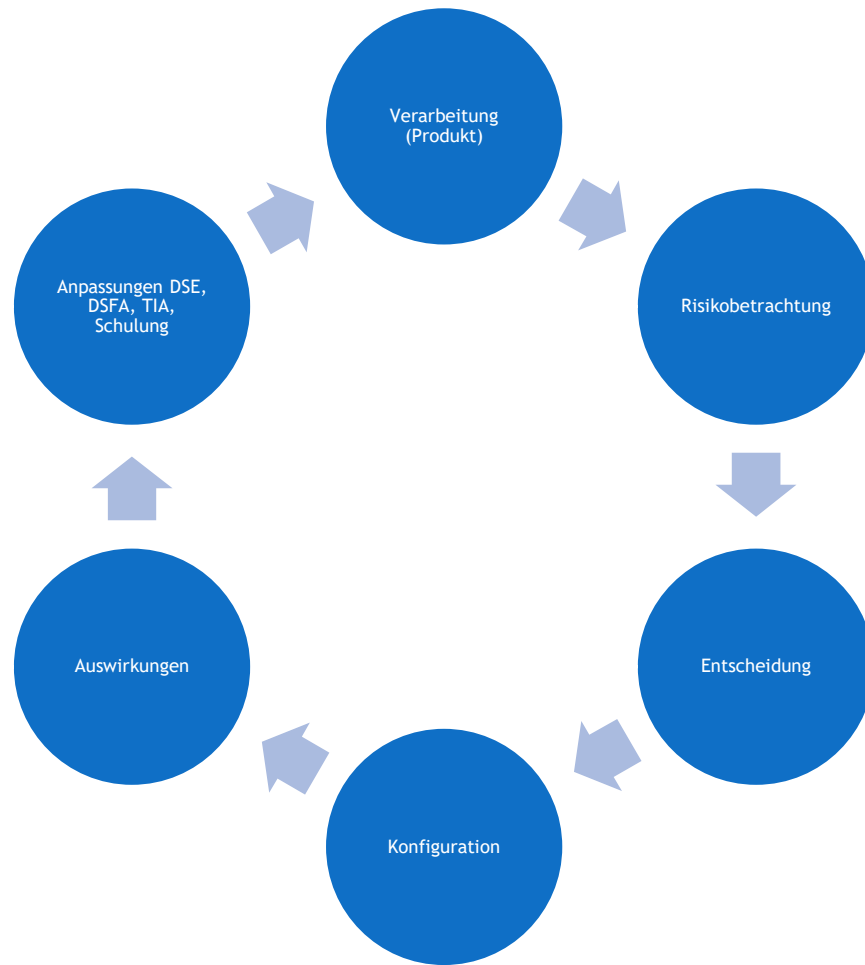 Verarbeitung
(Produkt)
Risikobetrachtung
Entscheidung
Konfiguration
Auswirkungen
Anpassungen DSE,
DSFA, TIA,
Schulung